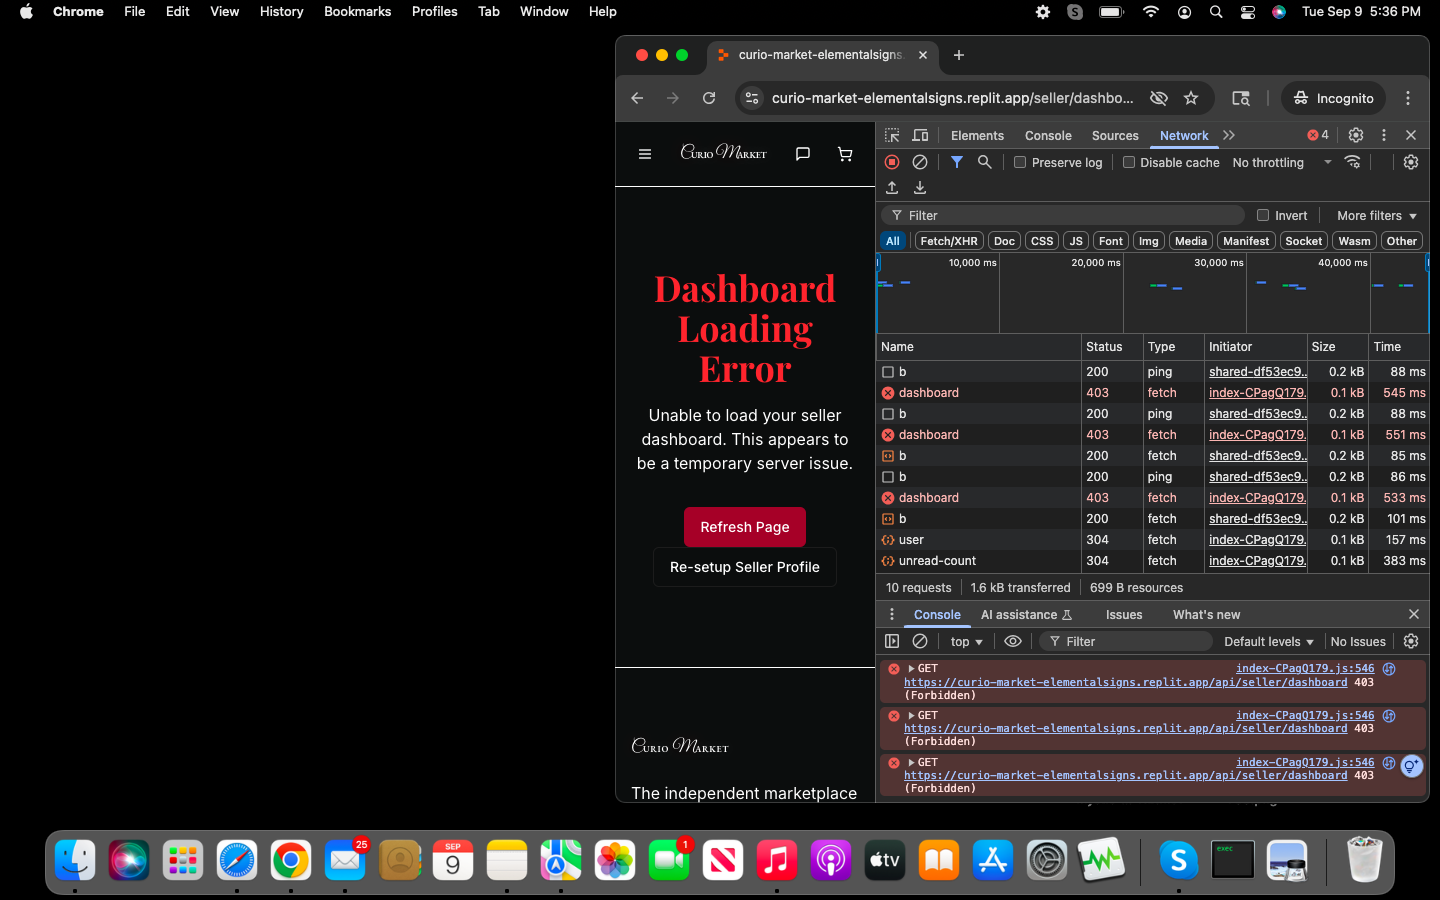 Chrome File Edit View History Bookmarks Profiles Tab Window Help
S
Tue Sep 9 5:36 PM
curio-market-elementalsigns.
curio-market-elementalsigns.replit.app/seller/dashbo...
Incognito
Curio Market
Dashboard
Loading
Error
Unable to load your seller
dashboard. This appears to
be a temporary server issue.
Refresh Page
Re-setup Seller Profile
Curio Market
The independent marketplace
Elements Console Sources Network 4
Preserve log Disable cache No throttling
Filter Invert More filters
All Fetch/XHR Doc CSS JS Font Img Media Manifest Socket Wasm Other
10,000 ms 20,000 ms 30,000 ms 40,000 ms
Name Status Type Initiator Size Time
b 200 ping shared-df53ec9.. 0.2 kB 88 ms
dashboard 403 fetch index-CPagQ179. 0.1 kB 545 ms
b 200 ping shared-df53ec9.. 0.2 kB 88 ms
dashboard 403 fetch index-CPagQ179. 0.1 kB 551 ms
b 200 fetch shared-df53ec9.. 0.2 kB 85 ms
b 200 ping shared-df53ec9.. 0.2 kB 86 ms
dashboard 403 fetch index-CPagQ179. 0.1 kB 533 ms
b 200 fetch shared-df53ec9.. 0.2 kB 101 ms
user 304 fetch index-CPagQ179. 0.1 kB 157 ms
unread-count 304 fetch index-CPagQ179. 0.1 kB 383 ms
10 requests 1.6 kB transferred 699 B resources
Console AI assistance Issues What's new
top Filter Default levels No Issues
GET index-CPagQ179.js:546
https://curio-market-elementalsigns.replit.app/api/seller/dashboard 403
(Forbidden)
GET index-CPagQ179.js:546
https://curio-market-elementalsigns.replit.app/api/seller/dashboard 403
(Forbidden)
GET index-CPagQ179.js:546
https://curio-market-elementalsigns.replit.app/api/seller/dashboard 403
(Forbidden)
25
SEP
9
1
tv
S
exec